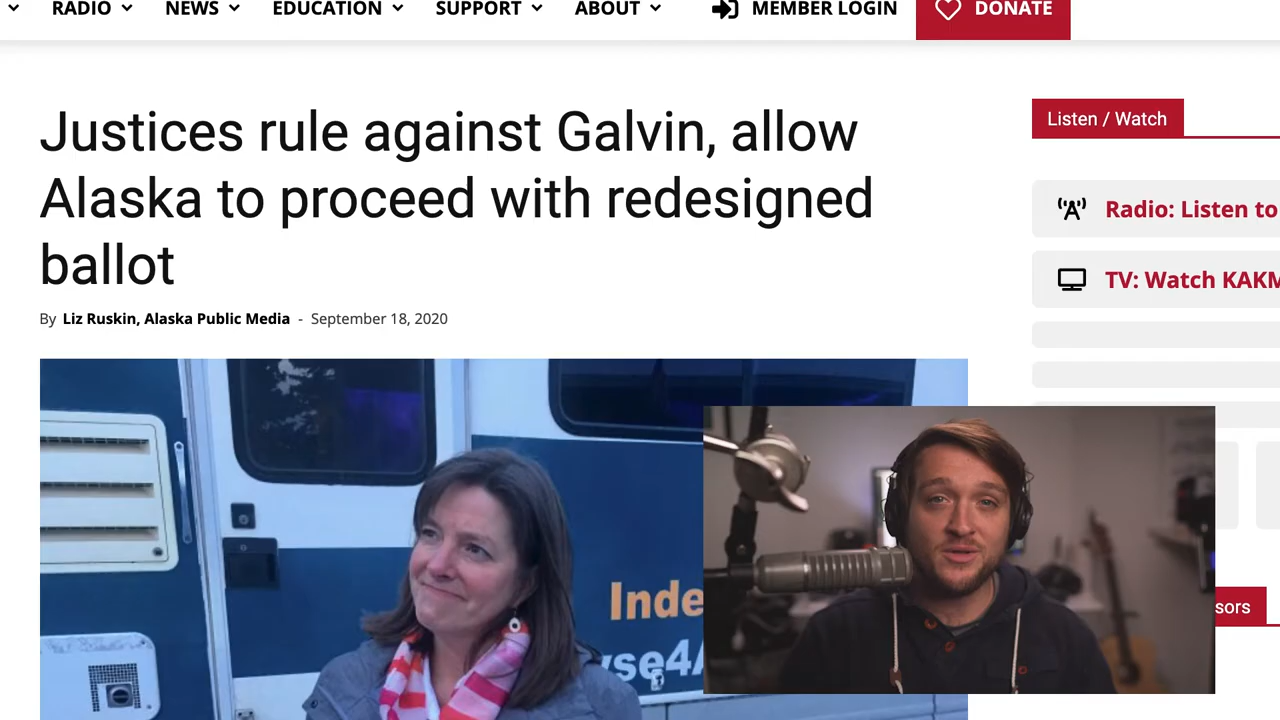 RADIO NEWS EDUCATION SUPPORT ABOUT MEMBER LOGIN DONATE
Justices rule against Galvin, allow
Alaska to proceed with redesigned
ballot
By Liz Ruskin, Alaska Public Media - September 18, 2020
Listen / Watch
Radio: Listen to
TV: Watch KAKM
Inde
yse4/
sors